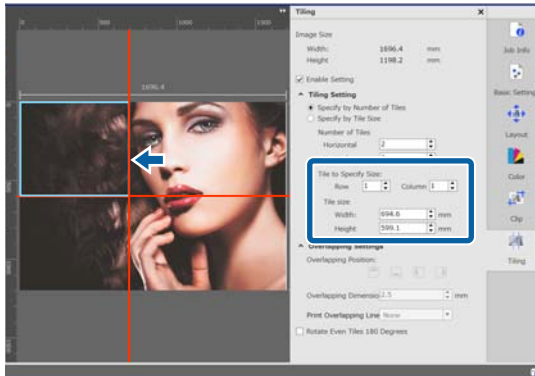 Tiling
Image Size
Width: 1696.4 mm
Height 1198.2 mm
Enable Setting
Tiling Setting
Specify by Number of Tiles
Specify by Tile Size
Number of Tiles
Horizontal 2
Tile to Specify Size:
Row 1 Column 1
Tile size
Width: 694.6 mm
Height 599.1 mm
Overlapping Settings
Overlapping Position:
Overlapping Dimensio 2.5 mm
Print Overlapping Line None
Rotate Even Tiles 180 Degrees
Job Info
Basic Setting
Layout
Color
Clip
Tiling
0 500 1000 1500
1696.4